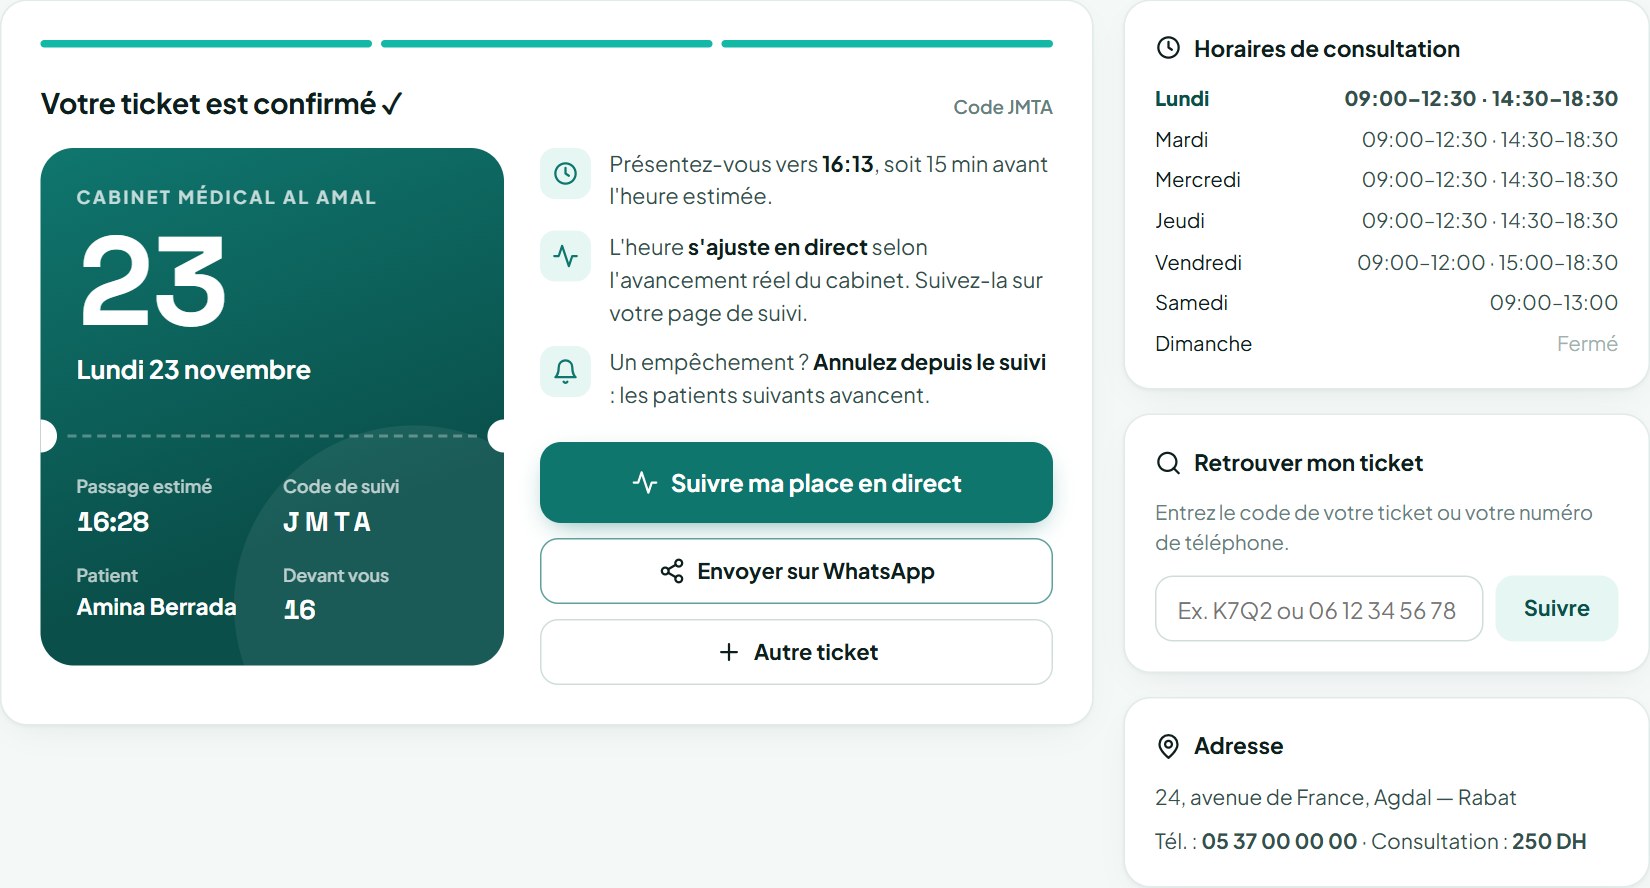 Votre ticket est confirmé ✓
Code JMTA
CABINET MÉDICAL AL AMAL
23
Lundi 23 novembre
Passage estimé
16:28
Code de suivi
JMTA
Patient
Amina Berrada
Devant vous
16
Présentez-vous vers 16:13, soit 15 min avant
l'heure estimée.
L'heure s'ajuste en direct selon
l'avancement réel du cabinet. Suivez-la sur
votre page de suivi.
Un empêchement ? Annulez depuis le suivi
: les patients suivants avancent.
Suivre ma place en direct
Envoyer sur WhatsApp
Autre ticket
Horaires de consultation
Lundi 09:00–12:30 · 14:30–18:30
Mardi 09:00–12:30 · 14:30–18:30
Mercredi 09:00–12:30 · 14:30–18:30
Jeudi 09:00–12:30 · 14:30–18:30
Vendredi 09:00–12:00 · 15:00–18:30
Samedi 09:00–13:00
Dimanche Fermé
Retrouver mon ticket
Entrez le code de votre ticket ou votre numéro
de téléphone.
Ex. K7Q2 ou 06 12 34 56 78
Suivre
Adresse
24, avenue de France, Agdal — Rabat
Tél. : 05 37 00 00 00 · Consultation : 250 DH